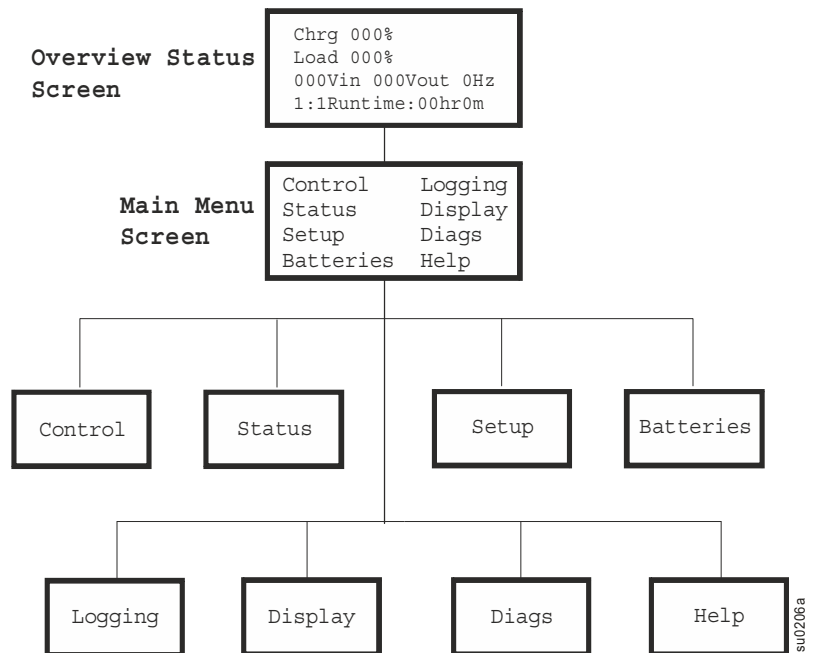 Overview Status
Screen
Chrg 000%
Load 000%
000Vin 000Vout 0Hz
1:1Runtime:00hr0m
Main Menu
Screen
Control Logging
Status Display
Setup Diags
Batteries Help
Control
Status
Setup
Batteries
Logging
Display
Diags
Help
su0206a